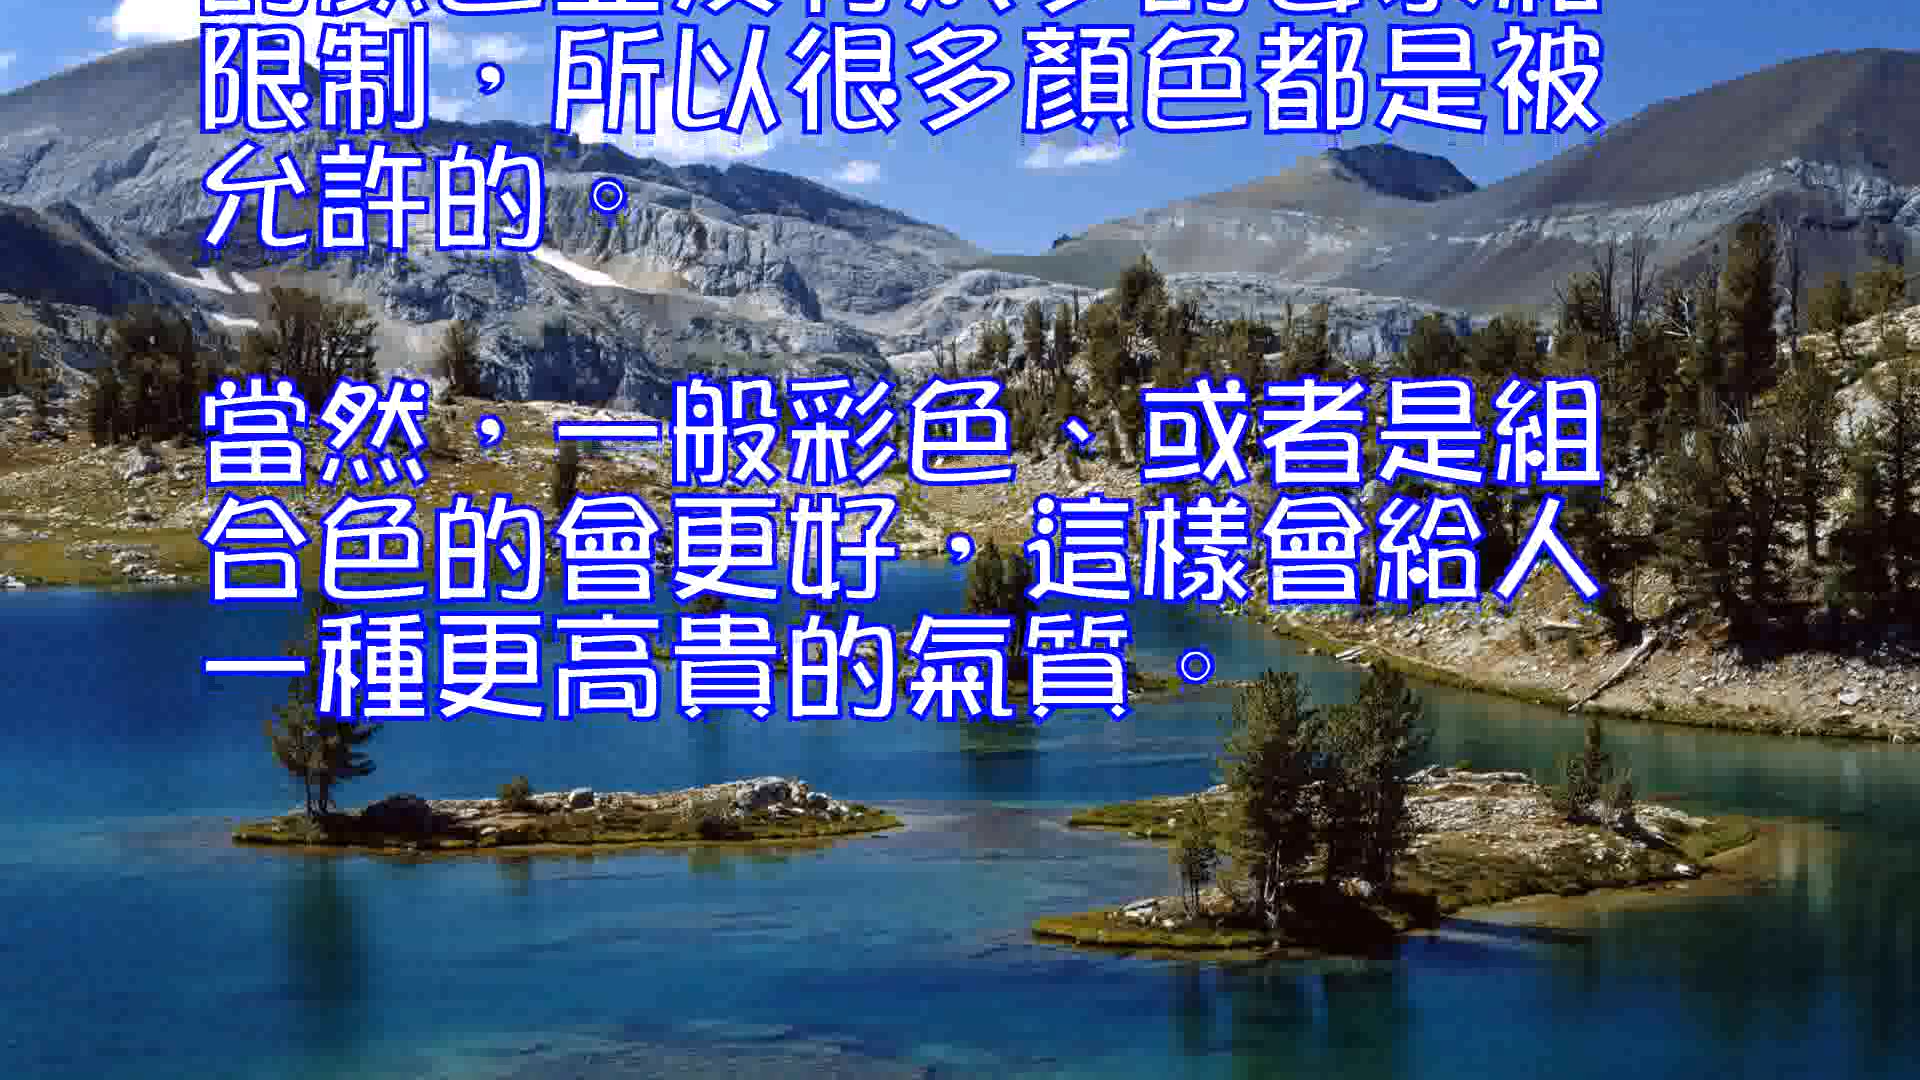 限制，所以很多顏色都是被
允許的。
當然，一般彩色、或者是組
合色的會更好，這樣會給人
一種更高貴的氣質。